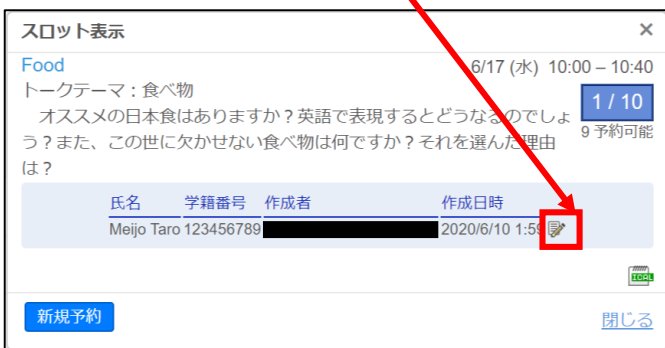 スロット表示 ×
Food 6/17 (水) 10:00 – 10:40
トークテーマ：食べ物
オススメの日本食はありますか？英語で表現するとどうなるのでしょ
う？また、この世に欠かせない食べ物は何ですか？それを選んだ理由
は？
1 / 10
9 予約可能
氏名 学籍番号 作成者 作成日時
Meijo Taro 123456789 2020/6/10 1:59
ICAL
新規予約 閉じる